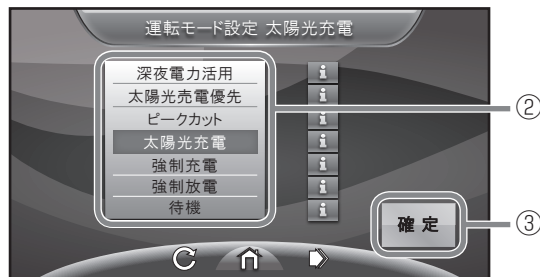 運転モード設定 太陽光充電
深夜電力活用 i
太陽光売電優先 i
②
ピークカット i
太陽光充電 i
強制充電 i
強制放電 i
待機 i
確定
③